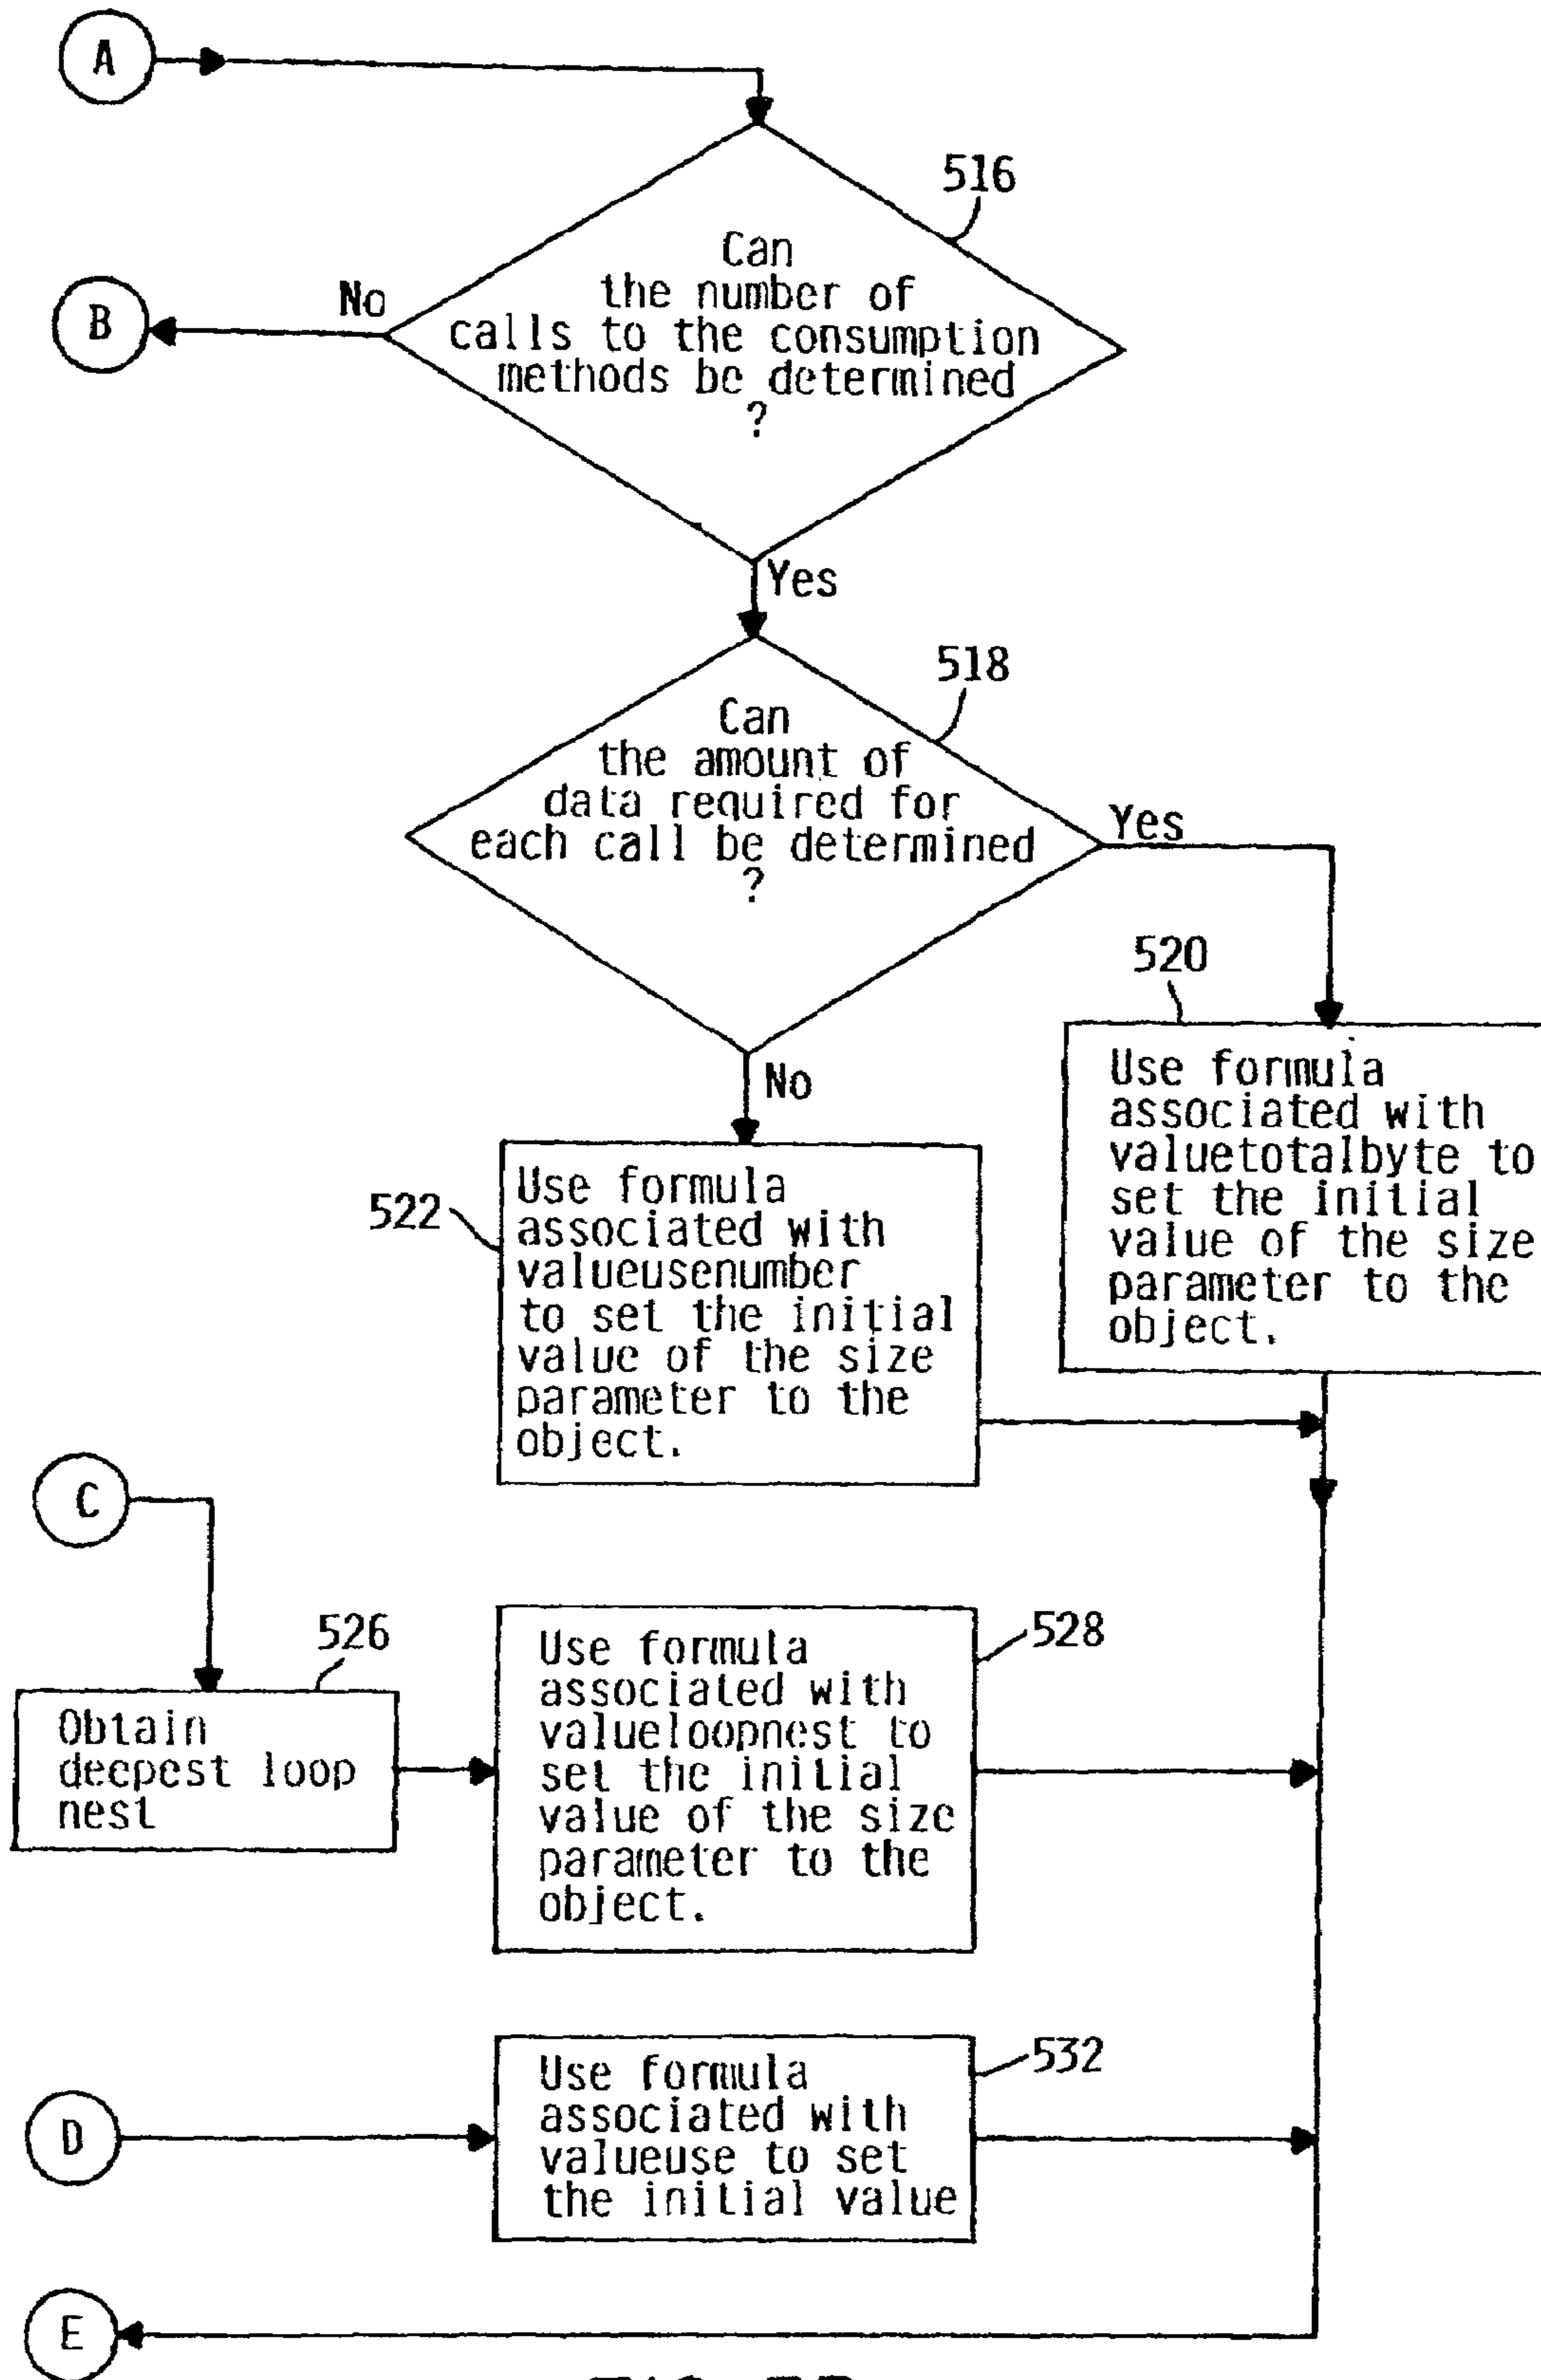 A
516
Can
the number of
calls to the consumption
methods be determined
?
No
B
Yes
518
Can
the amount of
data required for
each call be determined
?
Yes
No
520
Use formula
associated with
valuetotalbyte to
set the initial
value of the size
parameter to the
object.
522
Use formula
associated with
valueusenumber
to set the initial
value of the size
parameter to the
object.
C
526
Obtain
deepest loop
nest
528
Use formula
associated with
valueloopnest to
set the initial
value of the size
parameter to the
object.
D
532
Use formula
associated with
valueuse to set
the initial value
E